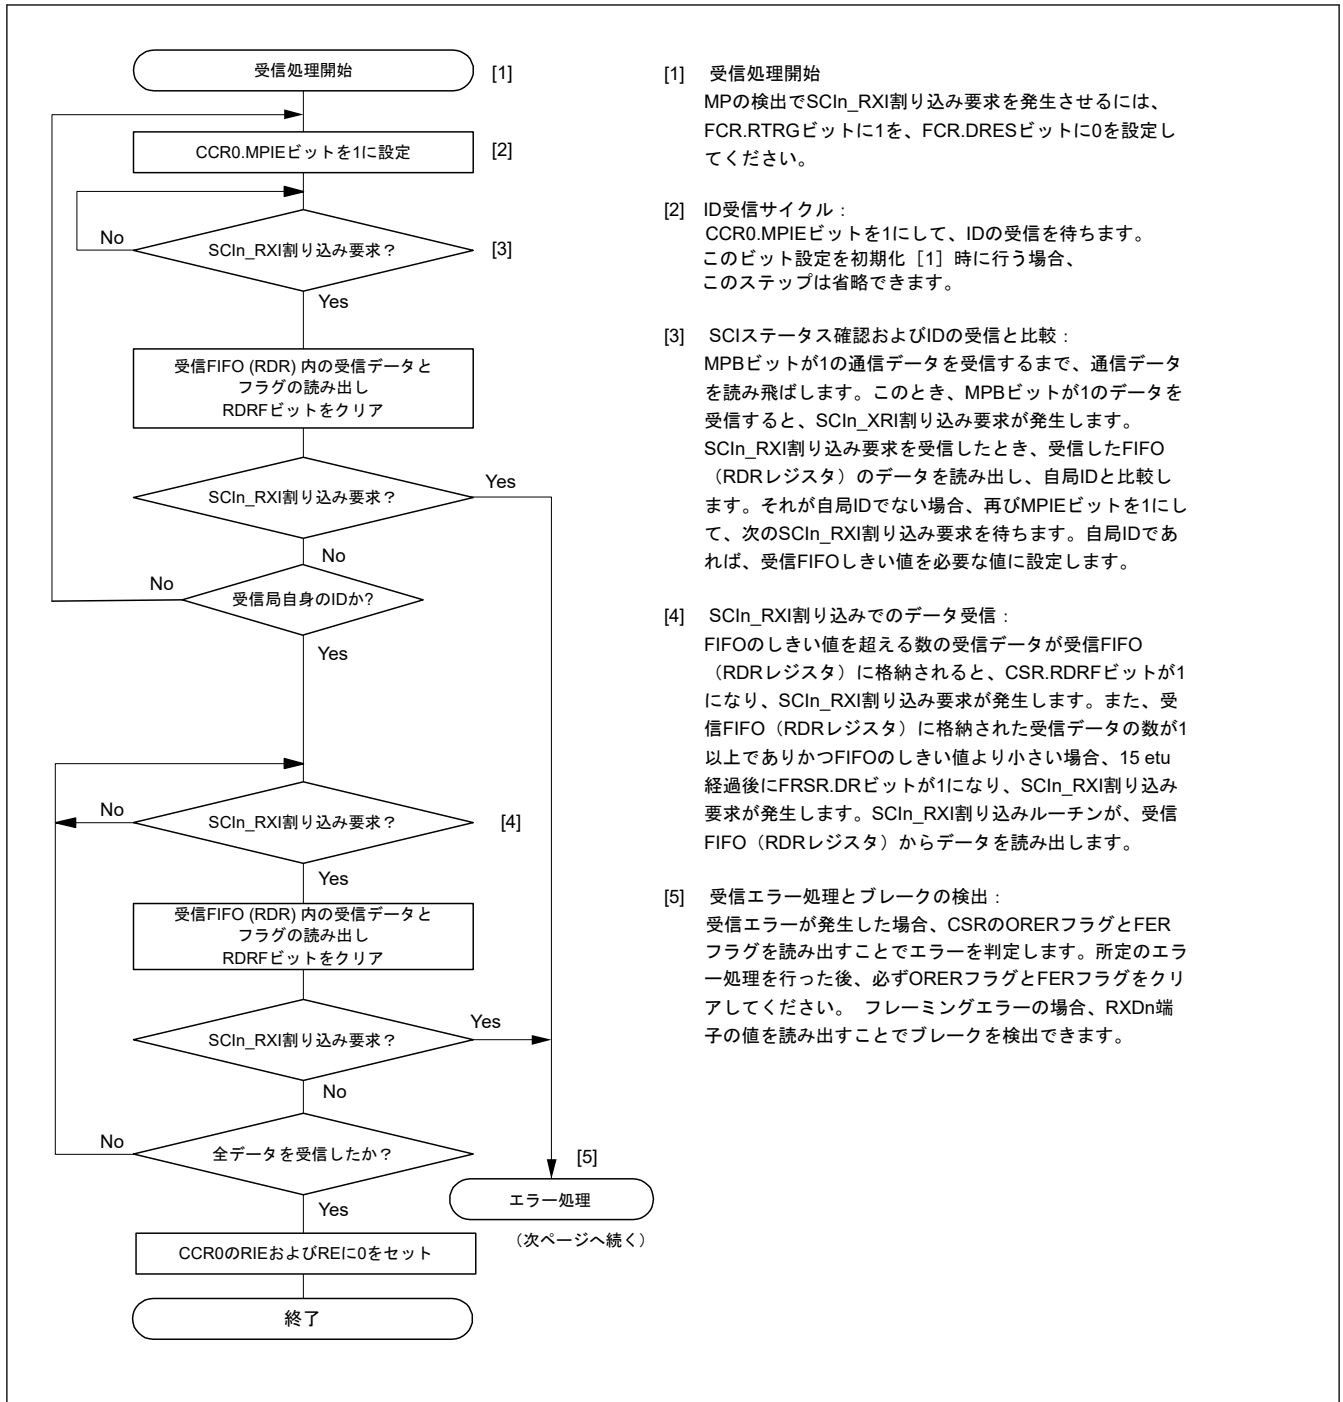 受信処理開始
[1]
CCR0.MPIEビットを1に設定
[2]
No
SCIn_RXI割り込み要求？
[3]
Yes
受信FIFO (RDR) 内の受信データと
フラグの読み出し
RDRFビットをクリア
SCIn_RXI割り込み要求？
Yes
No
No
受信局自身のIDか?
Yes
No
SCIn_RXI割り込み要求？
[4]
Yes
受信FIFO (RDR) 内の受信データと
フラグの読み出し
RDRFビットをクリア
SCIn_RXI割り込み要求？
Yes
No
No
全データを受信したか？
[5]
Yes
エラー処理
（次ページへ続く）
CCR0のRIEおよびREに0をセット
終了
[1] 受信処理開始
MPの検出でSCIn_RXI割り込み要求を発生させるには、
FCR.RTRGビットに1を、FCR.DRESビットに0を設定し
てください。
[2] ID受信サイクル：
CCR0.MPIEビットを1にして、IDの受信を待ちます。
このビット設定を初期化［1］時に行う場合、
このステップは省略できます。
[3] SCIステータス確認およびIDの受信と比較：
MPBビットが1の通信データを受信するまで、通信データ
を読み飛ばします。このとき、MPBビットが1のデータを
受信すると、SCIn_XRI割り込み要求が発生します。
SCIn_RXI割り込み要求を受信したとき、受信したFIFO
（RDRレジスタ）のデータを読み出し、自局IDと比較し
ます。それが自局IDでない場合、再びMPIEビットを1にし
て、次のSCIn_RXI割り込み要求を待ちます。自局IDであ
れば、受信FIFOしきい値を必要な値に設定します。
[4] SCIn_RXI割り込みでのデータ受信：
FIFOのしきい値を超える数の受信データが受信FIFO
（RDRレジスタ）に格納されると、CSR.RDRFビットが1
になり、SCIn_RXI割り込み要求が発生します。また、受
信FIFO（RDRレジスタ）に格納された受信データの数が1
以上でありかつFIFOのしきい値より小さい場合、15 etu
経過後にFRSR.DRビットが1になり、SCIn_RXI割り込み
要求が発生します。SCIn_RXI割り込みルーチンが、受信
FIFO（RDRレジスタ）からデータを読み出します。
[5] 受信エラー処理とブレークの検出：
受信エラーが発生した場合、CSRのORERフラグとFER
フラグを読み出すことでエラーを判定します。所定のエラ
ー処理を行った後、必ずORERフラグとFERフラグをクリ
アしてください。 フレーミングエラーの場合、RXDn端
子の値を読み出すことでブレークを検出できます。